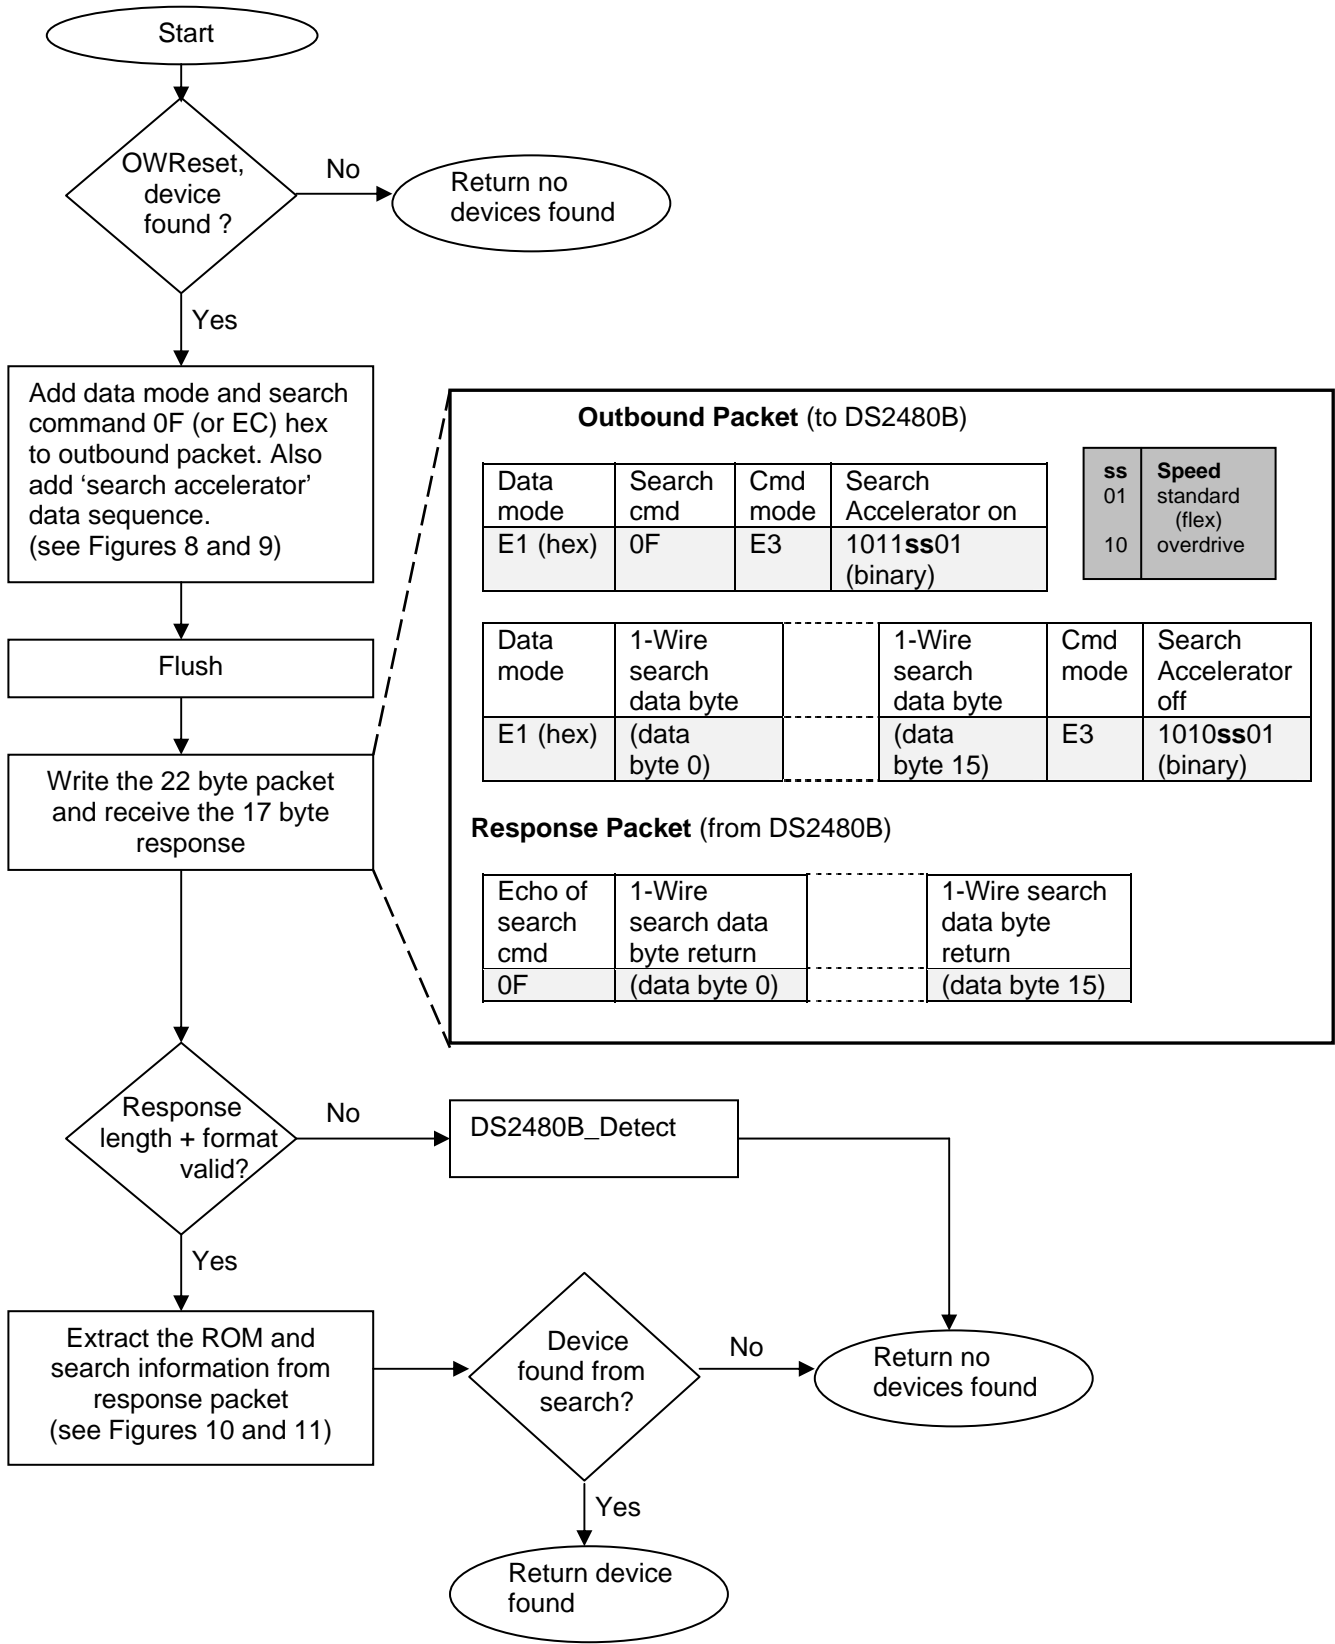 Start
OWReset,
device
found ?
No
Return no
devices found
Yes
Add data mode and search
command 0F (or EC) hex
to outbound packet. Also
add ‘search accelerator’
data sequence.
(see Figures 8 and 9)
Flush
Write the 22 byte packet
and receive the 17 byte
response
Outbound Packet (to DS2480B)
Data
mode
Search
cmd
Cmd
mode
Search
Accelerator on
E1 (hex)
0F
E3
1011ss01
(binary)
ss Speed
01 standard
(flex)
10 overdrive
Data
mode
1-Wire
search
data byte
1-Wire
search
data byte
Cmd
mode
Search
Accelerator
off
E1 (hex)
(data
byte 0)
(data
byte 15)
E3
1010ss01
(binary)
Response Packet (from DS2480B)
Echo of
search
cmd
1-Wire
search data
byte return
1-Wire search
data byte
return
0F
(data byte 0)
(data byte 15)
Response
length + format
valid?
No
DS2480B_Detect
Yes
Extract the ROM and
search information from
response packet
(see Figures 10 and 11)
Device
found from
search?
No
Return no
devices found
Yes
Return device
found